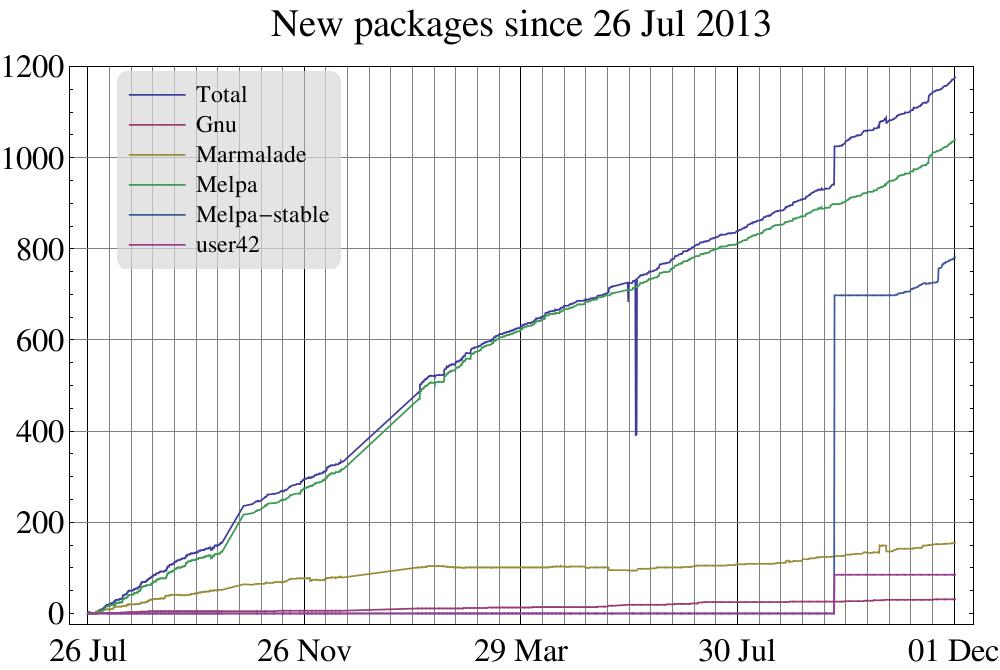 New packages since 26 Jul 2013
1200
1000
800
600
400
200
0
Total
Gnu
Marmalade
Melpa
Melpa-stable
user42
26 Jul
26 Nov
29 Mar
30 Jul
01 Dec